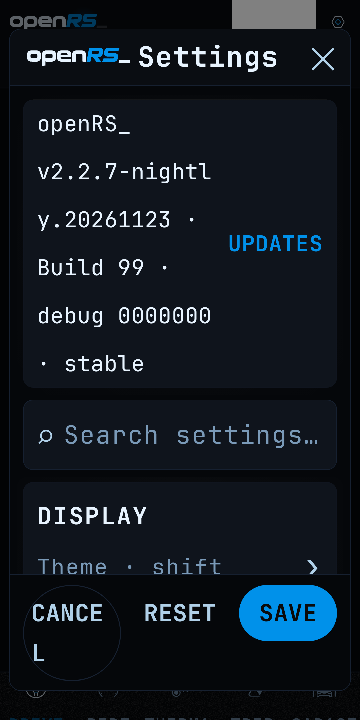 openRS_
openRS_ Settings
openRS_
v2.2.7-nightl
y.20261123 ·
Build 99 ·
debug 0000000
· stable
UPDATES
Search settings…
DISPLAY
Theme · shift
CANCE
L
RESET
SAVE